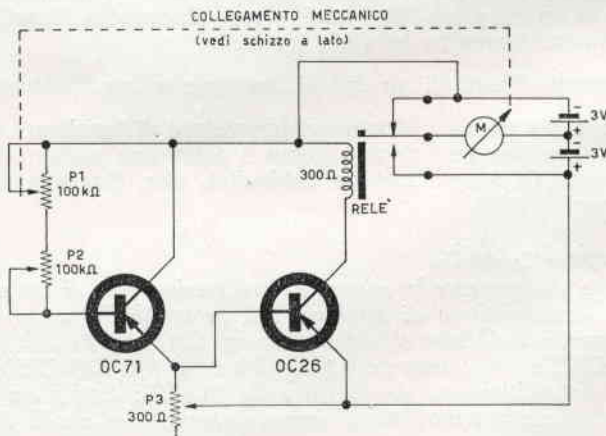 COLLEGAMENTO MECCANICO
(vedi schizzo a lato)
P1
100kΩ
P2
100kΩ
300Ω
RELE`
M
-
3V
+
-
3V
+
OC71
OC26
P3
300Ω